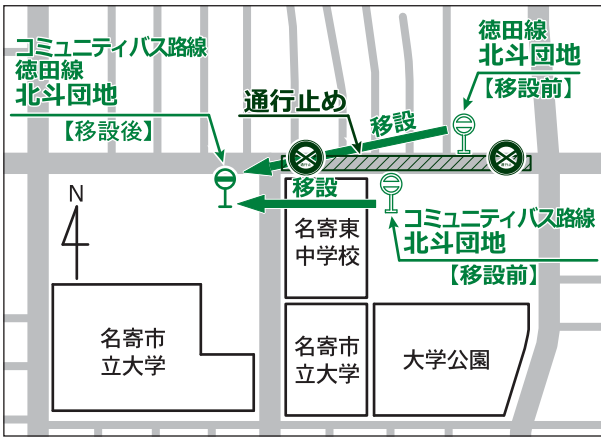 コミュニティバス路線
徳田線
北斗団地
【移設後】
通行止め
移設
徳田線
北斗団地
【移設前】
移設
コミュニティバス路線
北斗団地
【移設前】
N
名寄東
中学校
名寄市
立大学
名寄市
立大学
大学公園